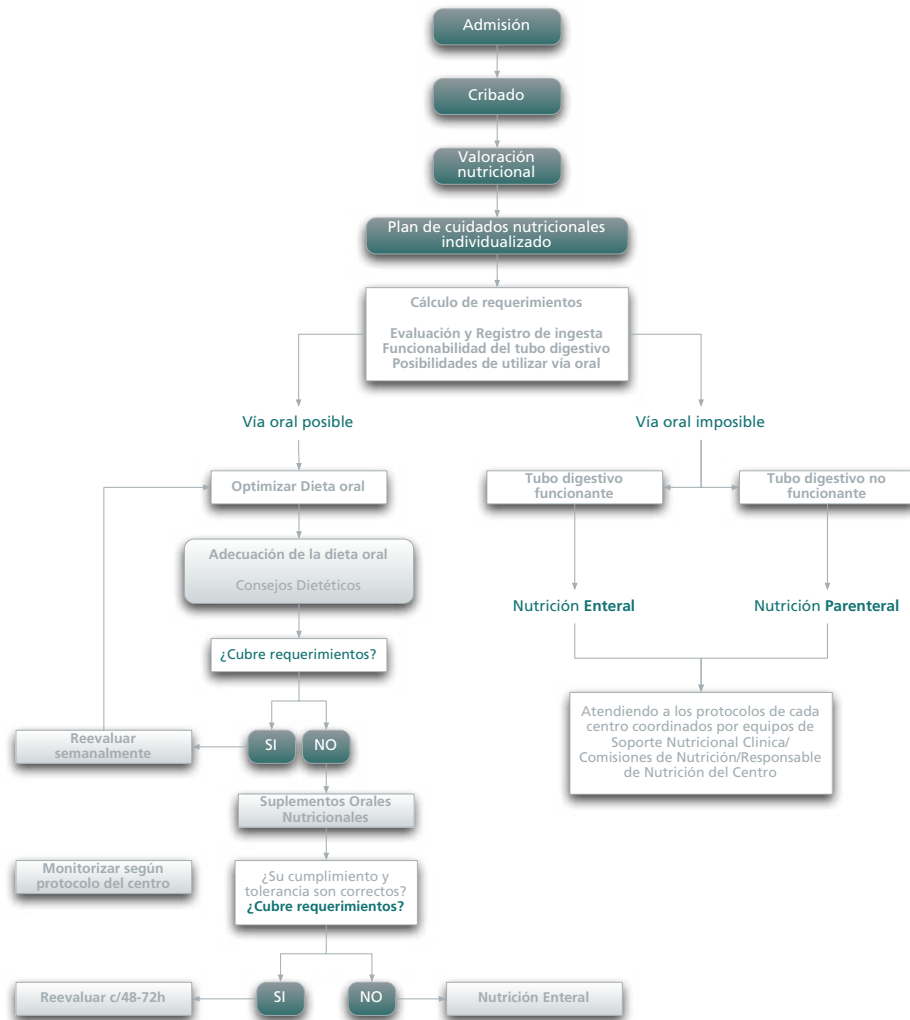 Admisión
Cribado
Valoración
nutricional
Plan de cuidados nutricionales
individualizado
Cálculo de requerimientos
Evaluación y Registro de ingesta
Funcionabilidad del tubo digestivo
Posibilidades de utilizar vía oral
Vía oral posible
Vía oral imposible
Optimizar Dieta oral
Tubo digestivo
funcionante
Tubo digestivo no
funcionante
Adecuación de la dieta oral
Consejos Dietéticos
Nutrición Enteral
Nutrición Parenteral
¿Cubre requerimientos?
Atendiendo a los protocolos de cada
centro coordinados por equipos de
Soporte Nutricional Clinica/
Comisiones de Nutrición/Responsable
de Nutrición del Centro
Reevaluar
semanalmente
SI
NO
Suplementos Orales
Nutricionales
Monitorizar según
protocolo del centro
¿Su cumplimiento y
tolerancia son correctos?
¿Cubre requerimientos?
Reevaluar c/48-72h
SI
NO
Nutrición Enteral